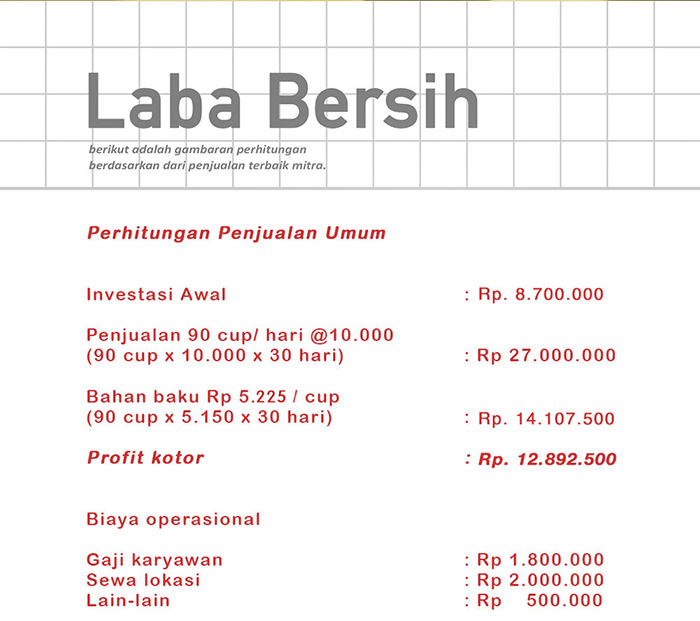 Laba Bersih
berikut adalah gambaran perhitungan
berdasarkan dari penjualan terbaik mitra.
Perhitungan Penjualan Umum
Investasi Awal : Rp. 8.700.000
Penjualan 90 cup/ hari @10.000
(90 cup x 10.000 x 30 hari) : Rp 27.000.000
Bahan baku Rp 5.225 / cup
(90 cup x 5.150 x 30 hari) : Rp. 14.107.500
Profit kotor : Rp. 12.892.500
Biaya operasional
Gaji karyawan : Rp 1.800.000
Sewa lokasi : Rp 2.000.000
Lain-lain : Rp 500.000